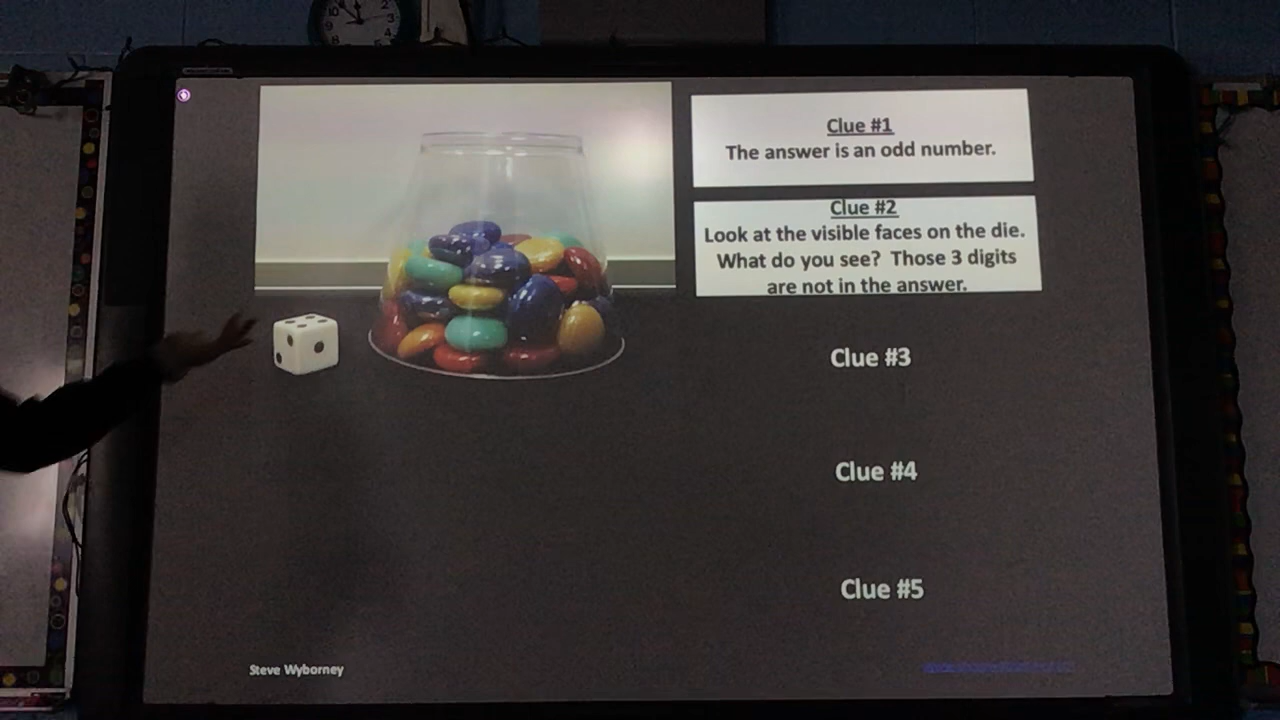 Clue #1
The answer is an odd number.
Clue #2
Look at the visible faces on the die.
What do you see? Those 3 digits
are not in the answer.
Clue #3
Clue #4
Clue #5
Steve Wyborney